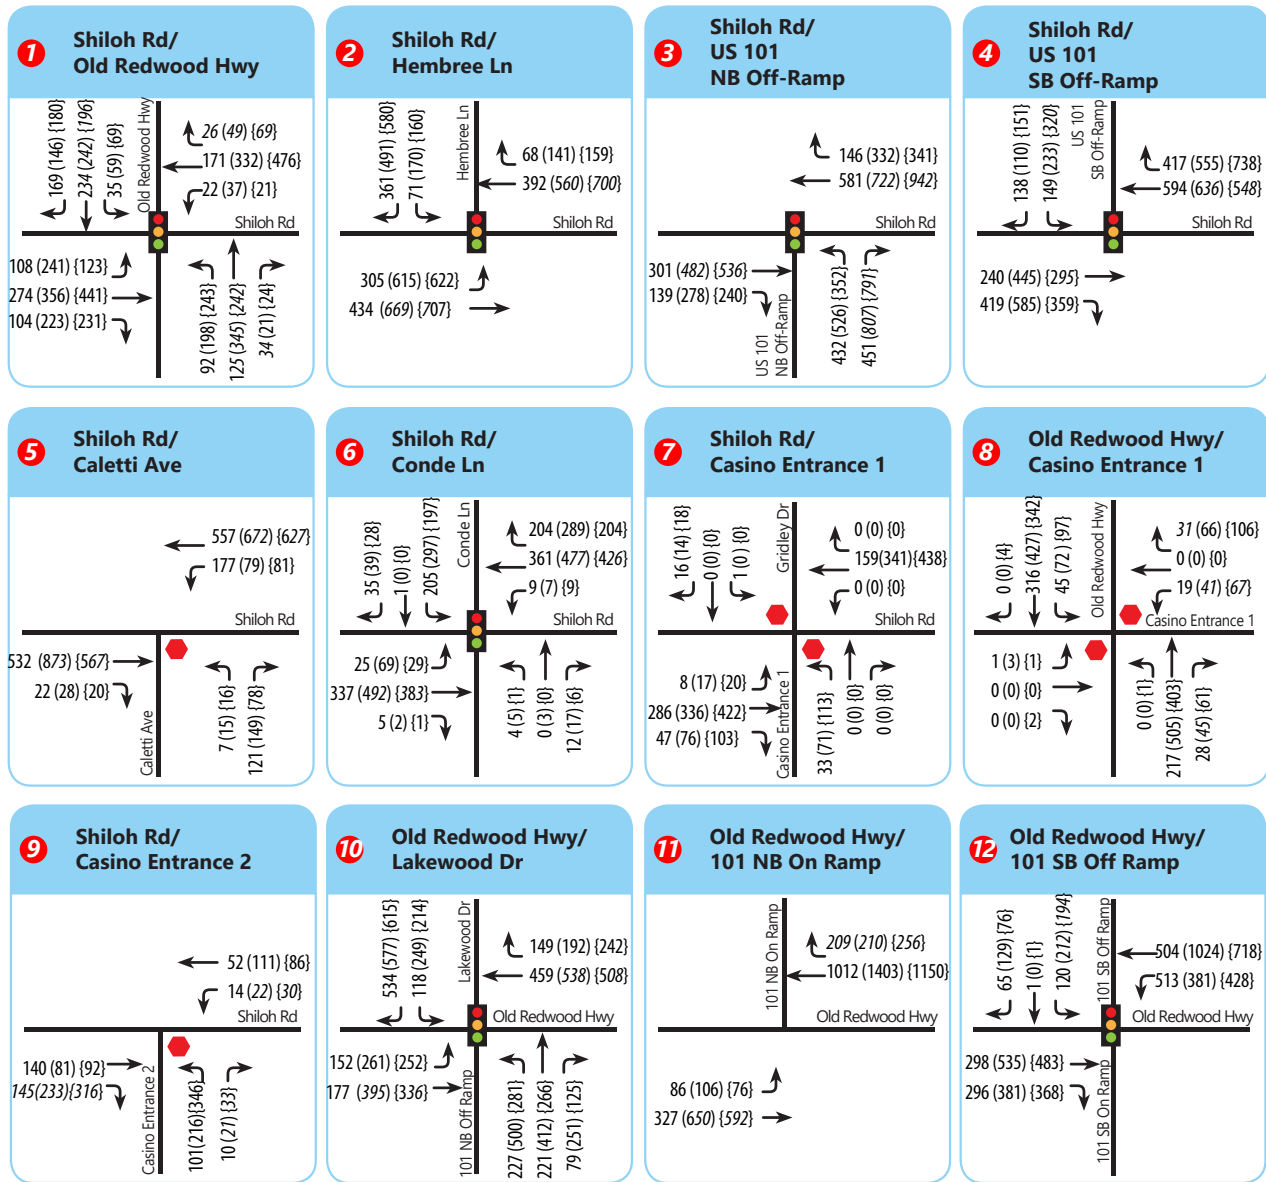 1
Shiloh Rd/
Old Redwood Hwy
169 (146) {180}
234 (242) {196}
35 (59) {69}
Old Redwood Hwy
26 (49) {69}
171 (332) {476}
22 (37) {21}
Shiloh Rd
108 (241) {123}
274 (356) {441}
104 (223) {231}
92 (198) {243}
125 (345) {242}
34 (21) {24}
2
Shiloh Rd/
Hembree Ln
361 (491) {580}
71 (170) {160}
Hembree Ln
68 (141) {159}
392 (560) {700}
Shiloh Rd
305 (615) {622}
434 (669) {707}
3
Shiloh Rd/
US 101
NB Off-Ramp
146 (332) {341}
581 (722) {942}
Shiloh Rd
301 (482) {536}
139 (278) {240}
US 101
NB Off-Ramp
432 (526) {352}
451 (807) {791}
4
Shiloh Rd/
US 101
SB Off-Ramp
138 (110) {151}
149 (233) {320}
US 101
SB Off-Ramp
417 (555) {738}
594 (636) {548}
Shiloh Rd
240 (445) {295}
419 (585) {359}
5
Shiloh Rd/
Caletti Ave
557 (672) {627}
177 (79) {81}
Shiloh Rd
532 (873) {567}
22 (28) {20}
Caletti Ave
7 (15) {16}
121 (149) {78}
6
Shiloh Rd/
Conde Ln
35 (39) {28}
1 (0) {0}
205 (297) {197}
Conde Ln
204 (289) {204}
361 (477) {426}
9 (7) {9}
Shiloh Rd
25 (69) {29}
337 (492) {383}
5 (2) {1}
4 (5) {1}
0 (3) {0}
12 (17) {6}
7
Shiloh Rd/
Casino Entrance 1
16 (14) {18}
0 (0) {0}
1 (0 ) {0}
Gridley Dr
0 (0) {0}
159(341){438}
0 (0) {0}
Shiloh Rd
8 (17) {20}
286 (336) {422}
47 (76) {103}
Casino Entrance 1
33 (71) {113}
0 (0) {0}
0 (0) {0}
8
Old Redwood Hwy/
Casino Entrance 1
0 (0) {4}
316 (427) {342}
45 (72 ) {97}
Old Redwood Hwy
31 (66) {106}
0 (0) {0}
19 (41) {67}
Casino Entrance 1
1 (3) {1}
0 (0) {0}
0 (0) {2}
0 (0) {1}
217 (505) {403}
28 (45) {61}
9
Shiloh Rd/
Casino Entrance 2
52 (111) {86}
14 (22) {30}
Shiloh Rd
140 (81) {92}
145(233){316}
Casino Entrance 2
101(216){346}
10 (21) {33}
10
Old Redwood Hwy/
Lakewood Dr
534 (577) {615}
118 (249) {214}
Lakewood Dr
149 (192) {242}
459 (538) {508}
Old Redwood Hwy
152 (261) {252}
177 (395) {336}
101 NB Off Ramp
227 (500) {281}
221 (412) {266}
79 (251) {125}
11
Old Redwood Hwy/
101 NB On Ramp
101 NB On Ramp
209 (210) {256}
1012 (1403) {1150}
Old Redwood Hwy
86 (106) {76}
327 (650) {592}
12
Old Redwood Hwy/
101 SB Off Ramp
65 (129) {76}
1 (0) {1}
120 (212) {194}
101 SB Off Ramp
504 (1024) {718}
513 (381) {428}
Old Redwood Hwy
298 (535) {483}
296 (381) {368}
101 SB On Ramp